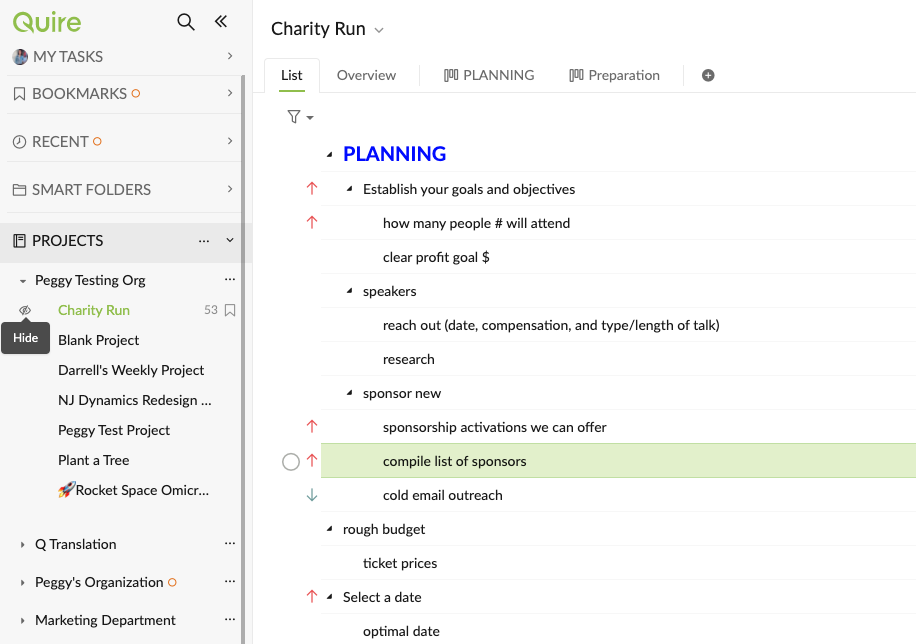 Quire
MY TASKS
BOOKMARKS
RECENT
SMART FOLDERS
PROJECTS
Peggy Testing Org
Charity Run 53
Hide
Blank Project
Darrell's Weekly Project
NJ Dynamics Redesign ...
Peggy Test Project
Plant a Tree
🚀Rocket Space Omicr...
Q Translation
Peggy's Organization
Marketing Department
Charity Run
List Overview PLANNING Preparation
PLANNING
Establish your goals and objectives
how many people # will attend
clear profit goal $
speakers
reach out (date, compensation, and type/length of talk)
research
sponsor new
sponsorship activations we can offer
compile list of sponsors
cold email outreach
rough budget
ticket prices
Select a date
optimal date